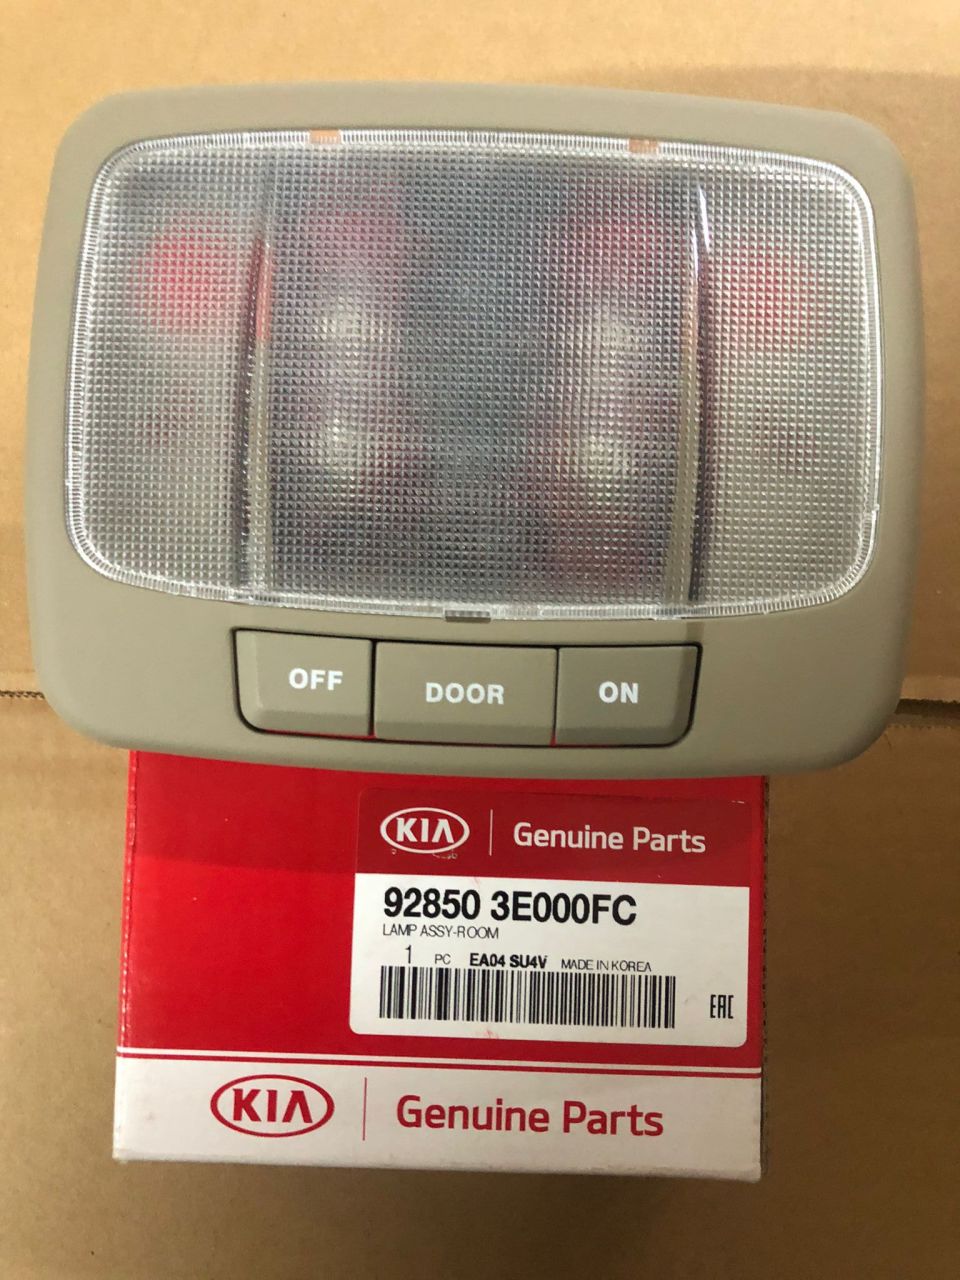 OFF DOOR ON
KIA Genuine Parts
92850 3E000FC
LAMP ASSY-ROOM
1 PC EA04 SU4V MADE IN KOREA
EAC
KIA Genuine Parts